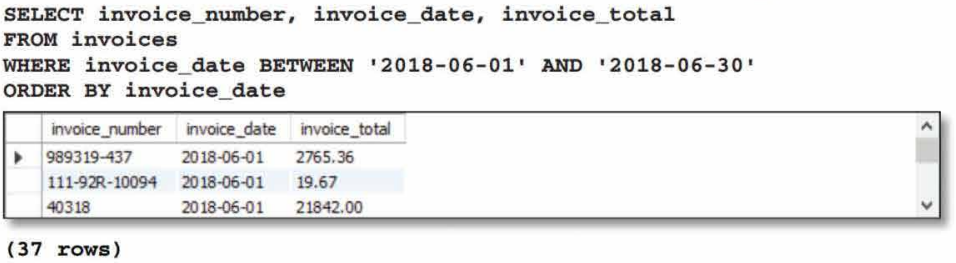 SELECT invoice_number, invoice_date, invoice_total
FROM invoices
WHERE invoice_date BETWEEN '2018-06-01' AND '2018-06-30'
ORDER BY invoice_date
invoice_number invoice_date invoice_total
989319-437 2018-06-01 2765.36
111-92R-10094 2018-06-01 19.67
40318 2018-06-01 21842.00
(37 rows)